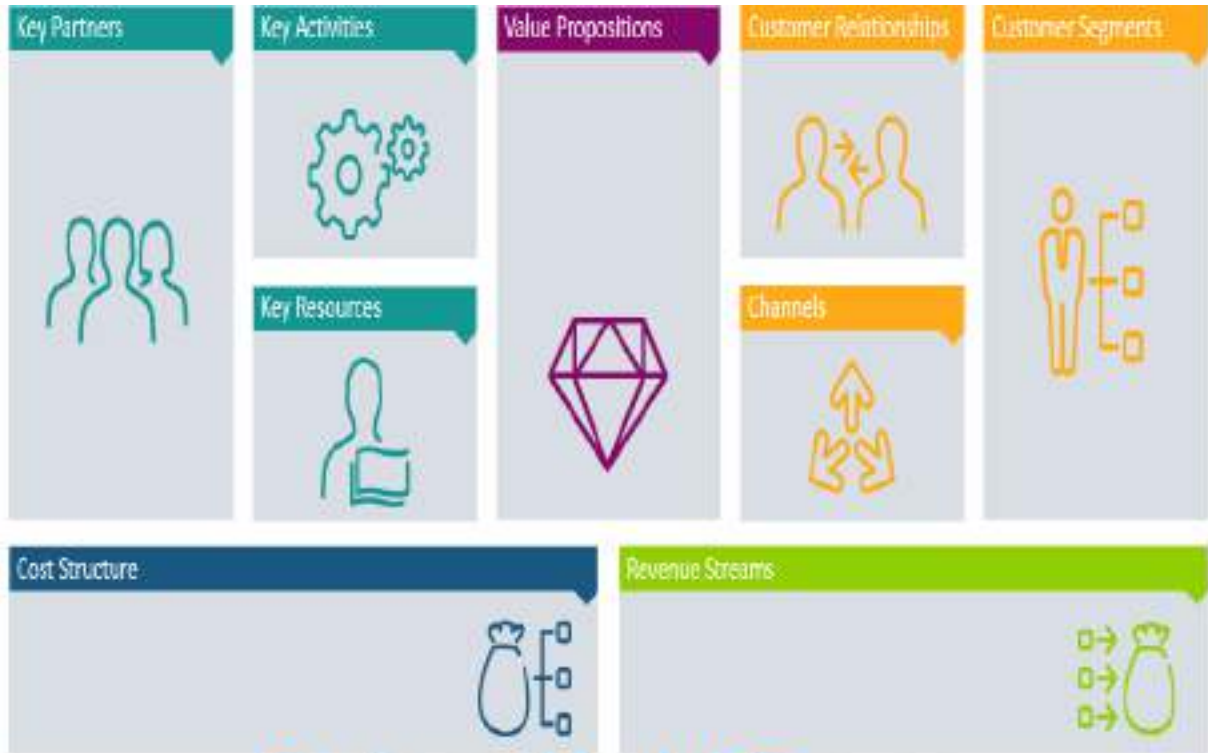 Key Partners
Key Activities
Value Propositions
Customer Relationships
Customer Segments
Key Resources
Channels
Cost Structure
Revenue Streams